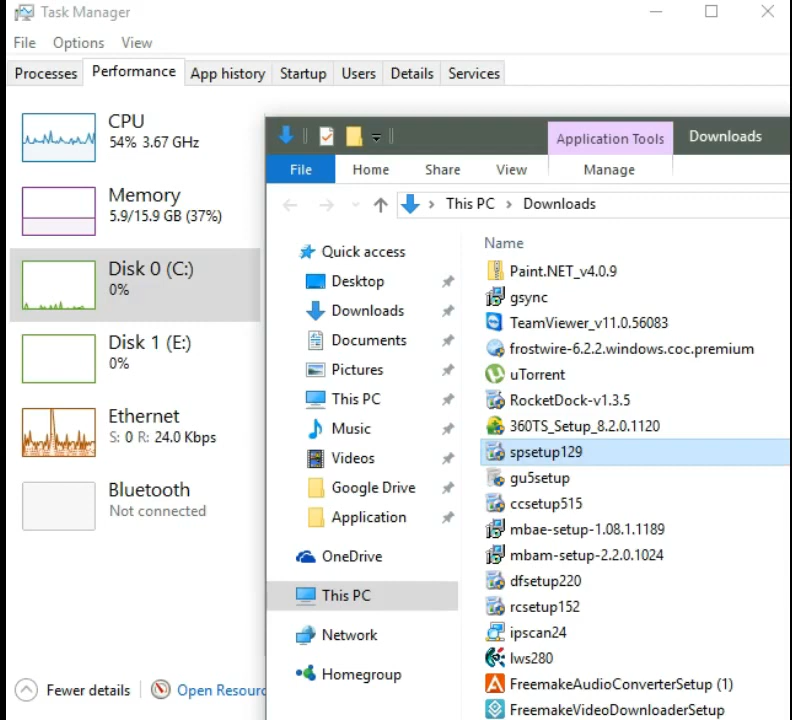 Task Manager
File Options View
Processes Performance App history Startup Users Details Services
CPU
54% 3.67 GHz
Memory
5.9/15.9 GB (37%)
Disk 0 (C:)
0%
Disk 1 (E:)
0%
Ethernet
S: 0 R: 24.0 Kbps
Bluetooth
Not connected
Fewer details Open Resourc
Application Tools Downloads
File Home Share View Manage
This PC Downloads
Quick access
Desktop
Downloads
Documents
Pictures
This PC
Music
Videos
Google Drive
Application
OneDrive
This PC
Network
Homegroup
Name
Paint.NET_v4.0.9
gsync
TeamViewer_v11.0.56083
frostwire-6.2.2.windows.coc.premium
uTorrent
RocketDock-v1.3.5
360TS_Setup_8.2.0.1120
spsetup129
gu5setup
ccsetup515
mbae-setup-1.08.1.1189
mbam-setup-2.2.0.1024
dfsetup220
rcsetup152
ipscan24
lws280
FreemakeAudioConverterSetup (1)
FreemakeVideoDownloaderSetup